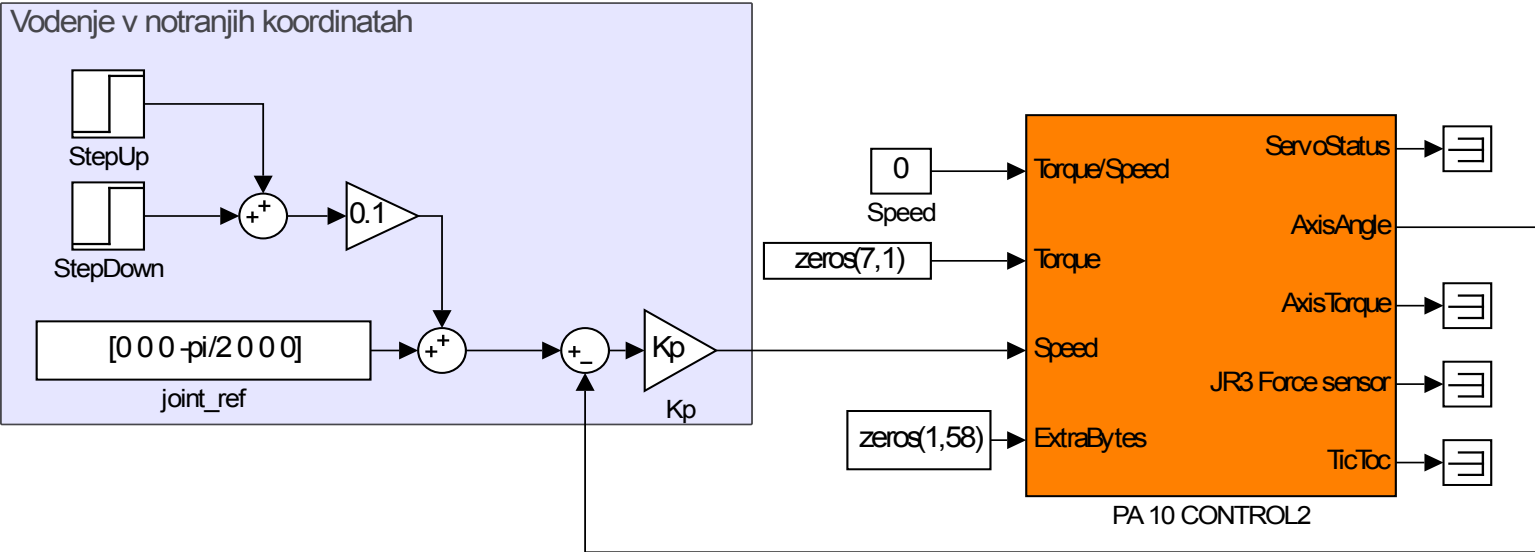 Vodenje v notranjih koordinatah
StepUp
StepDown
++
0.1
[0 0 0 -pi/2 0 0 0]
joint_ref
++
+-
Kp
Kp
0
Speed
zeros(7,1)
zeros(1,58)
Torque/Speed
Torque
Speed
ExtraBytes
ServoStatus
AxisAngle
AxisTorque
JR3 Force sensor
TicToc
PA 10 CONTROL2